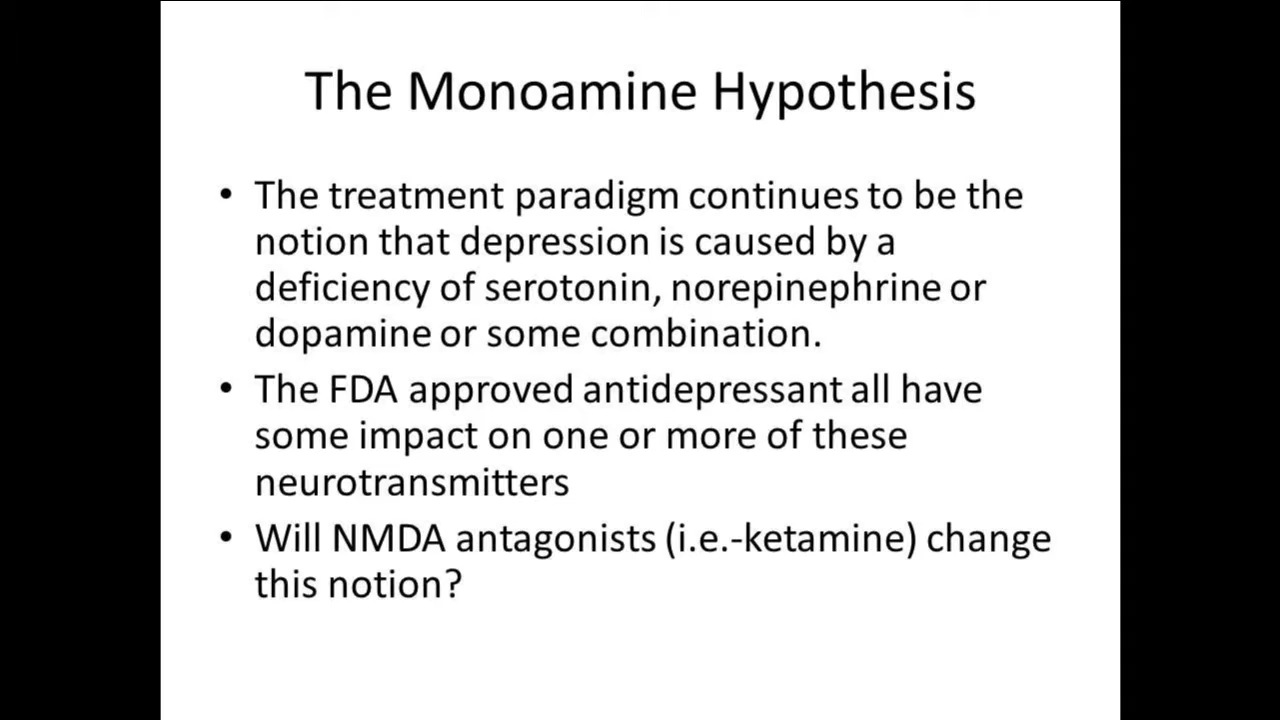 The Monoamine Hypothesis
• The treatment paradigm continues to be the
notion that depression is caused by a
deficiency of serotonin, norepinephrine or
dopamine or some combination.
• The FDA approved antidepressant all have
some impact on one or more of these
neurotransmitters
• Will NMDA antagonists (i.e.-ketamine) change
this notion?